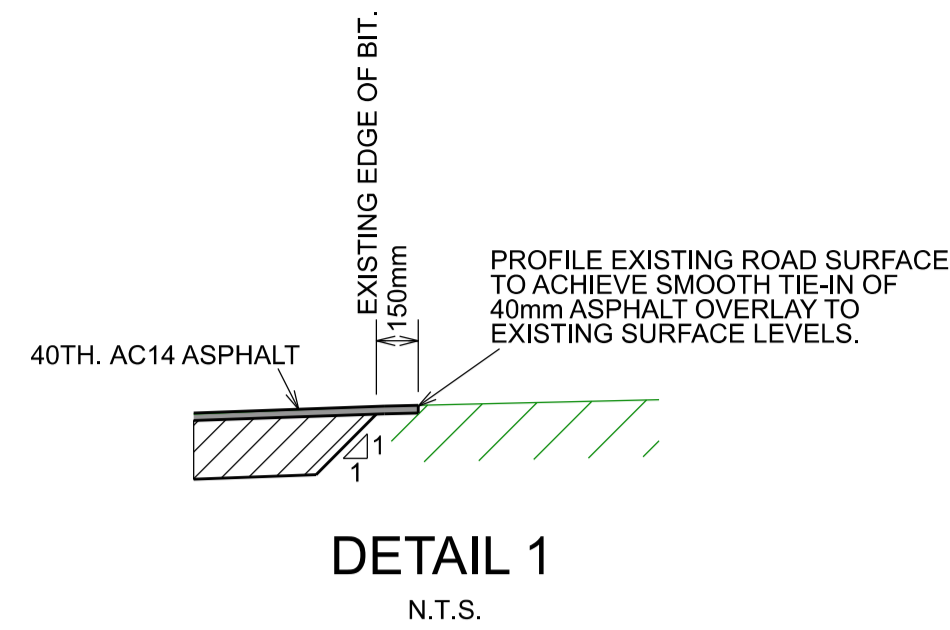 EXISTING EDGE OF BIT.
150mm
PROFILE EXISTING ROAD SURFACE
TO ACHIEVE SMOOTH TIE-IN OF
40mm ASPHALT OVERLAY TO
EXISTING SURFACE LEVELS.
40TH. AC14 ASPHALT
1
1
DETAIL 1
N.T.S.